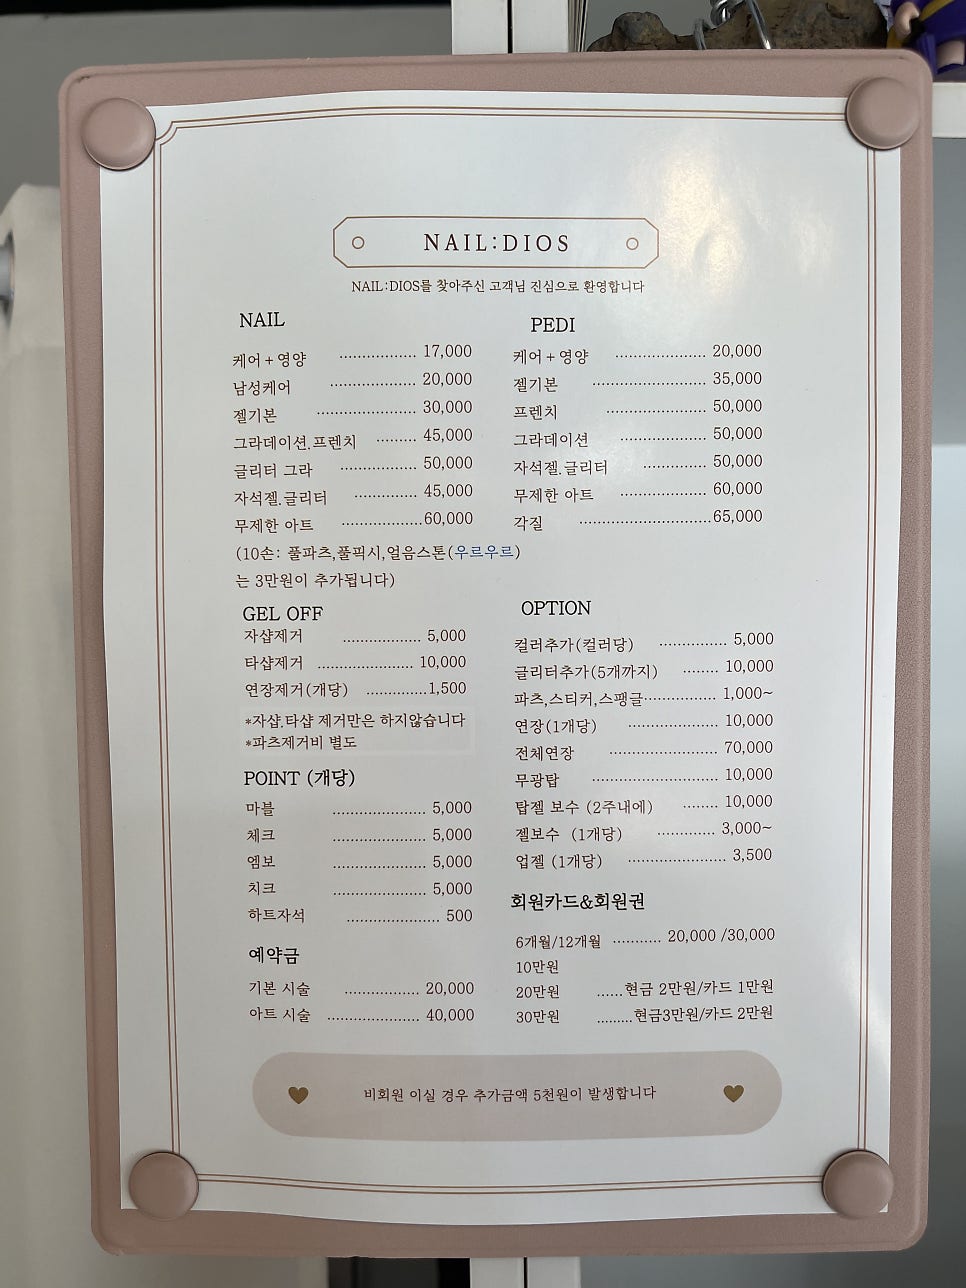 NAIL:DIOS
NAIL:DIOS를 찾아주신 고객님 진심으로 환영합니다
NAIL
케어+영양 ................. 17,000
남성케어 ................... 20,000
젤기본 ...................... 30,000
그라데이션.프렌치 ......... 45,000
글리터 그라 ................. 50,000
자석젤.글리터 .............. 45,000
무제한 아트 ..................60,000
(10손: 풀파츠,풀픽시,얼음스톤(우르우르)
는 3만원이 추가됩니다)
PEDI
케어+영양 .................... 20,000
젤기본 ......................... 35,000
프렌치 ...................... 50,000
그라데이션 ................... 50,000
자석젤.글리터 .............. 50,000
무제한 아트 ................... 60,000
각질 .............................65,000
GEL OFF
자샵제거 ................. 5,000
타샵제거 ..................... 10,000
연장제거(개당) .............1,500
*자샵.타샵 제거만은 하지않습니다
*파츠제거비 별도
POINT (개당)
마블 ..................... 5,000
체크 ..................... 5,000
엠보 ..................... 5,000
치크 ..................... 5,000
하트자석 .................... 500
예약금
기본 시술 ................. 20,000
아트 시술 .................... 40,000
OPTION
컬러추가(컬러당) ............... 5,000
글리터추가(5개까지) ........ 10,000
파츠,스티커,스팽글................ 1,000~
연장(1개당) .................... 10,000
전체연장 ....................... 70,000
무광탑 ........................... 10,000
탑젤 보수 (2주내에) ........ 10,000
젤보수 (1개당) ............. 3,000~
업젤 (1개당) ...................... 3,500
회원카드&회원권
6개월/12개월 ........... 20,000 /30,000
10만원
20만원 ......현금 2만원/카드 1만원
30만원 .........현금3만원/카드 2만원
비회원 이실 경우 추가금액 5천원이 발생합니다